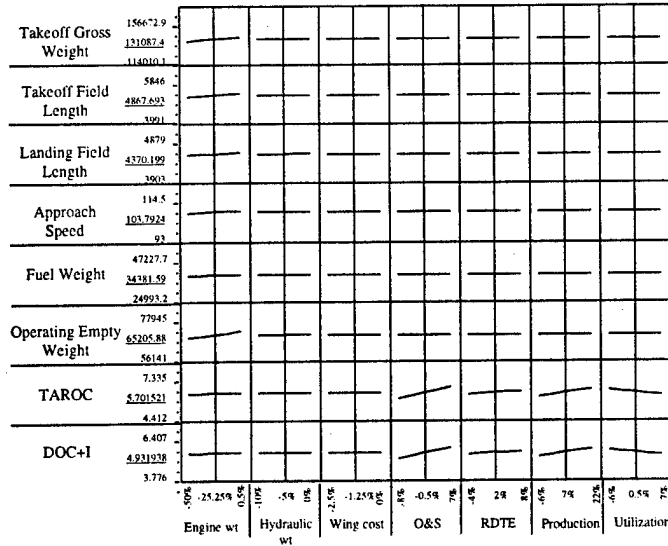 156672.9
Takeoff Gross
Weight
131087.4
114010.1
5846
Takeoff Field
Length
4867.693
3991
4879
Landing Field
Length
4370.199
3903
114.5
Approach
Speed
103.7924
93
47227.7
Fuel Weight
34381.59
24993.2
77945
Operating Empty
Weight
65205.88
56141
7.335
TAROC
5.701521
4.412
6.407
DOC+I
4.931938
3.776
-50% -25.25% 0.5% -10% -5% 0% -2.5% -1.25% 0% -8% -0.5% 7% -4% 2% 8% -6% 7% 22% -6% 0.5% 7%
Engine wt Hydraulic wt Wing cost O&S RDTE Production Utilization